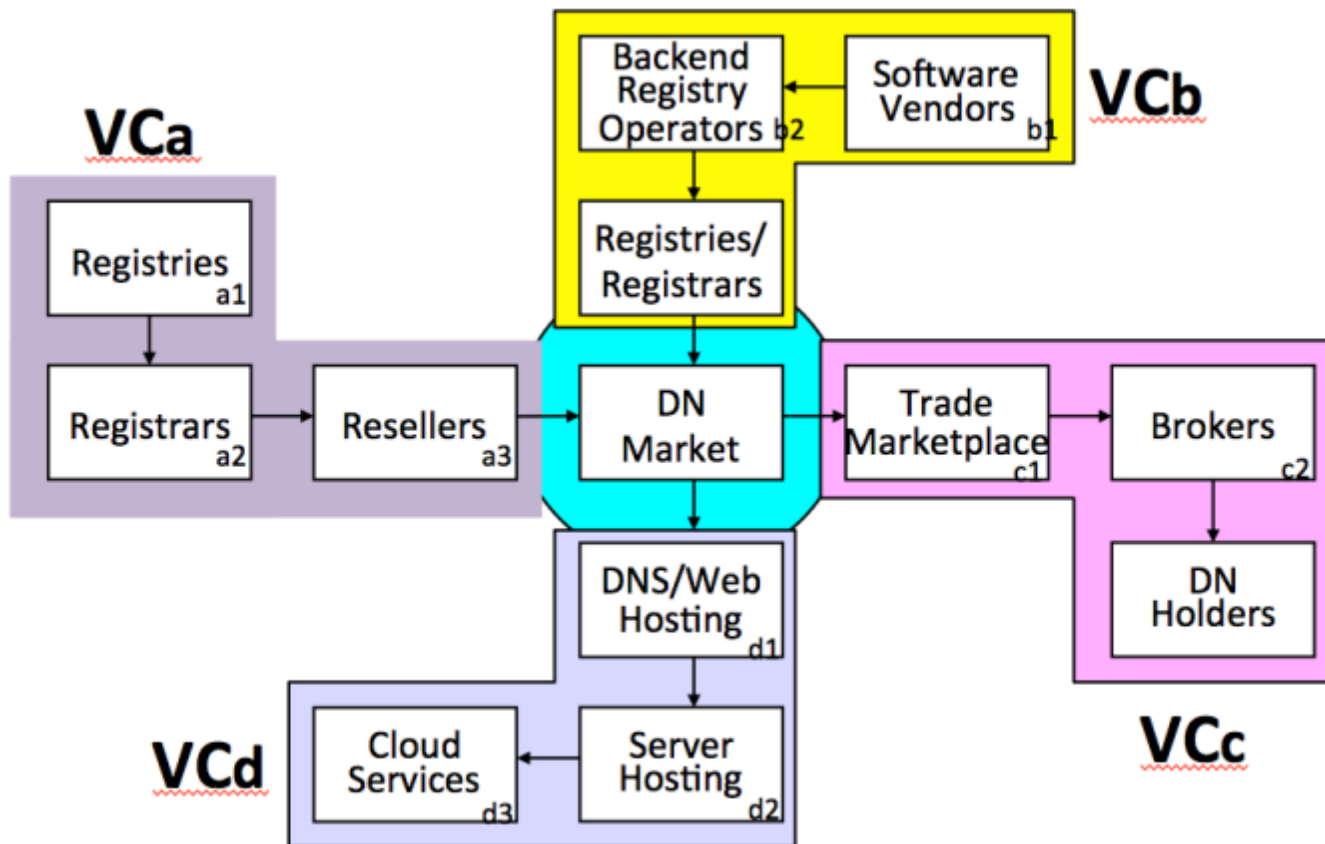 VCa
Registries
a1
Registrars
a2
Resellers
a3
Backend
Registry
Operators b2
Software
Vendors
b1
VCb
Registries/
Registrars
DN
Market
Trade
Marketplace
c1
Brokers
c2
DN
Holders
VCc
DNS/Web
Hosting
d1
Server
Hosting
d2
Cloud
Services
d3
VCd